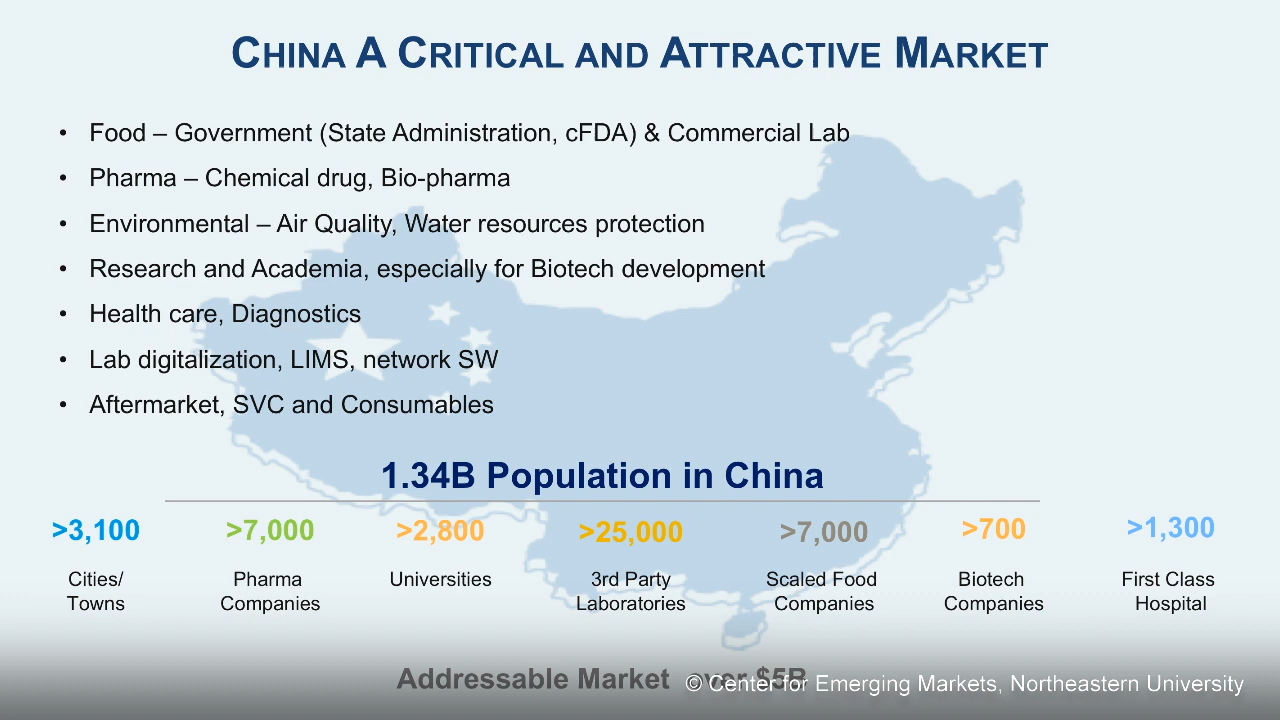 CHINA A CRITICAL AND ATTRACTIVE MARKET
• Food – Government (State Administration, cFDA) & Commercial Lab
• Pharma – Chemical drug, Bio-pharma
• Environmental – Air Quality, Water resources protection
• Research and Academia, especially for Biotech development
• Health care, Diagnostics
• Lab digitalization, LIMS, network SW
• Aftermarket, SVC and Consumables
1.34B Population in China
>3,100
Cities/
Towns
>7,000
Pharma
Companies
>2,800
Universities
>25,000
3rd Party
Laboratories
>7,000
Scaled Food
Companies
>700
Biotech
Companies
>1,300
First Class
Hospital
Addressable Market over $5B
© Center for Emerging Markets, Northeastern University